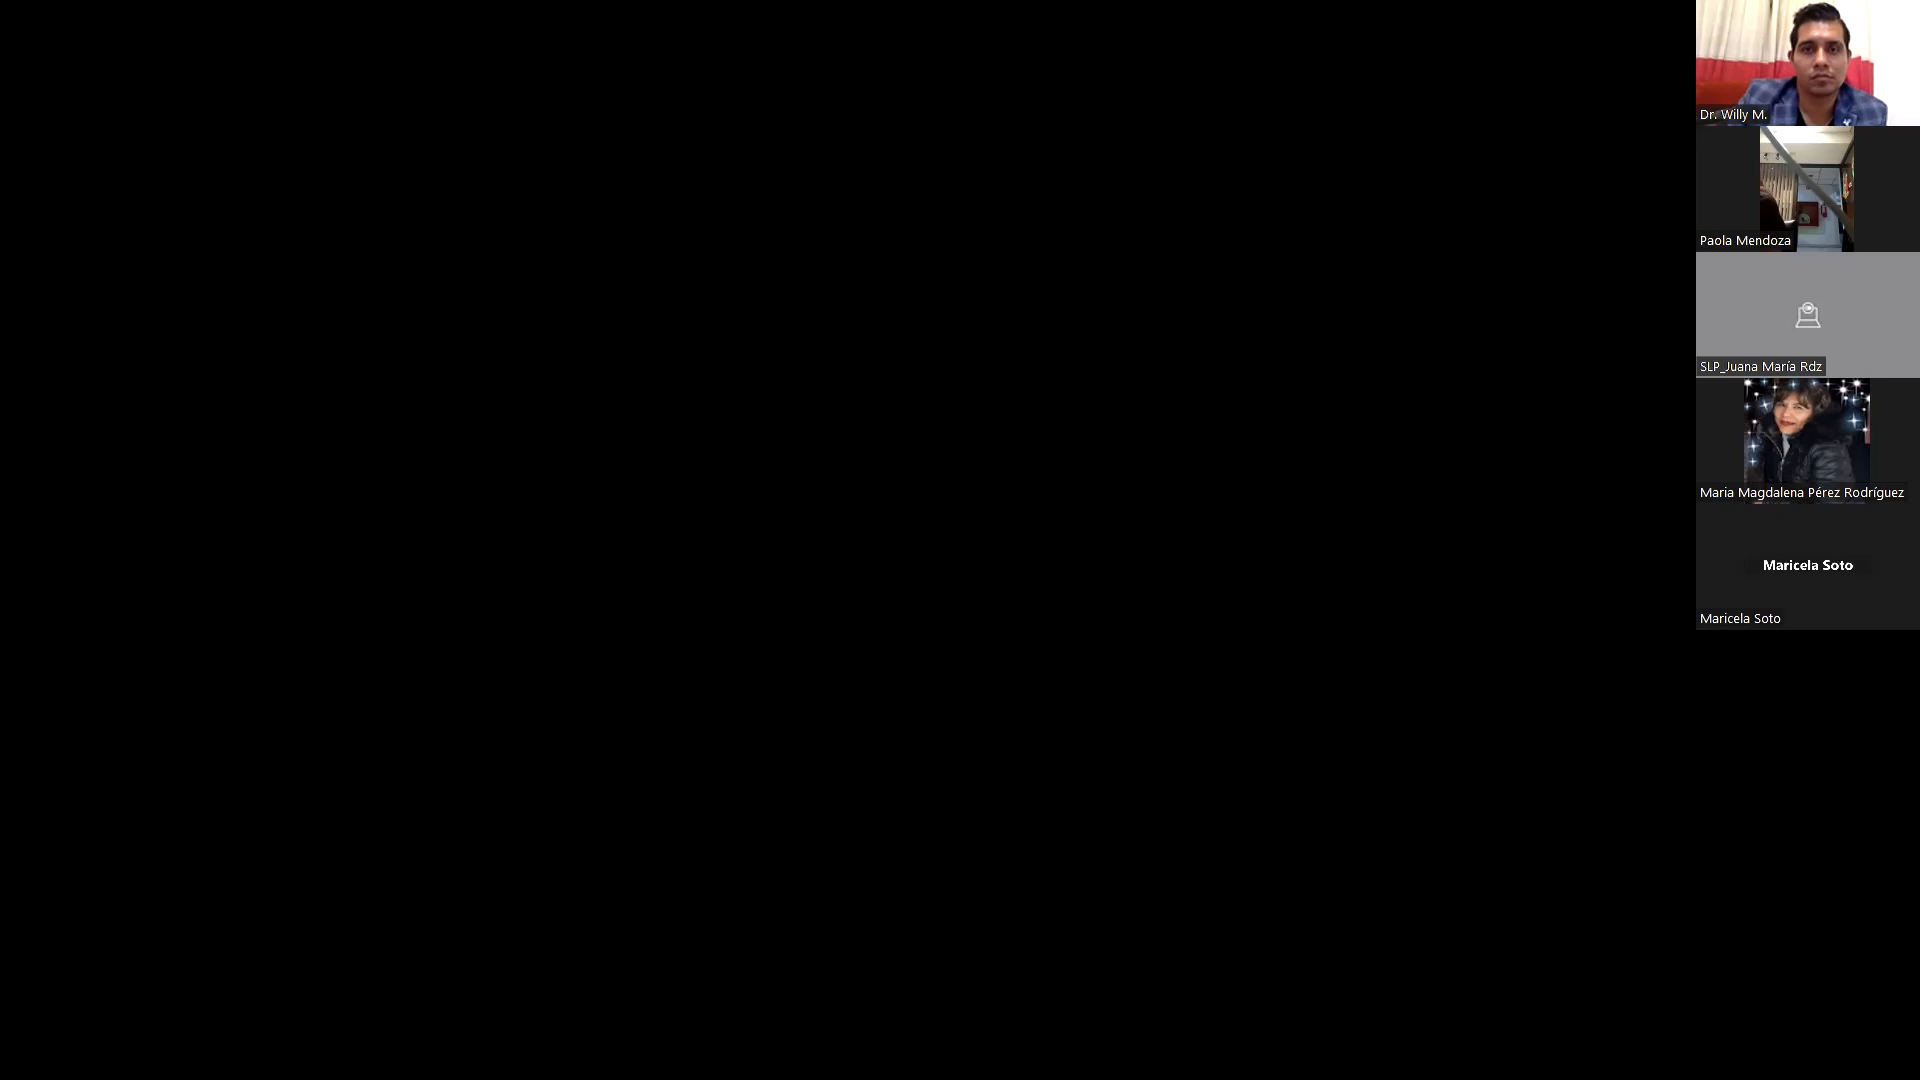 Dr. Willy M.
Paola Mendoza
SLP_Juana María Rdz
Maria Magdalena Pérez Rodríguez
Maricela Soto
Maricela Soto